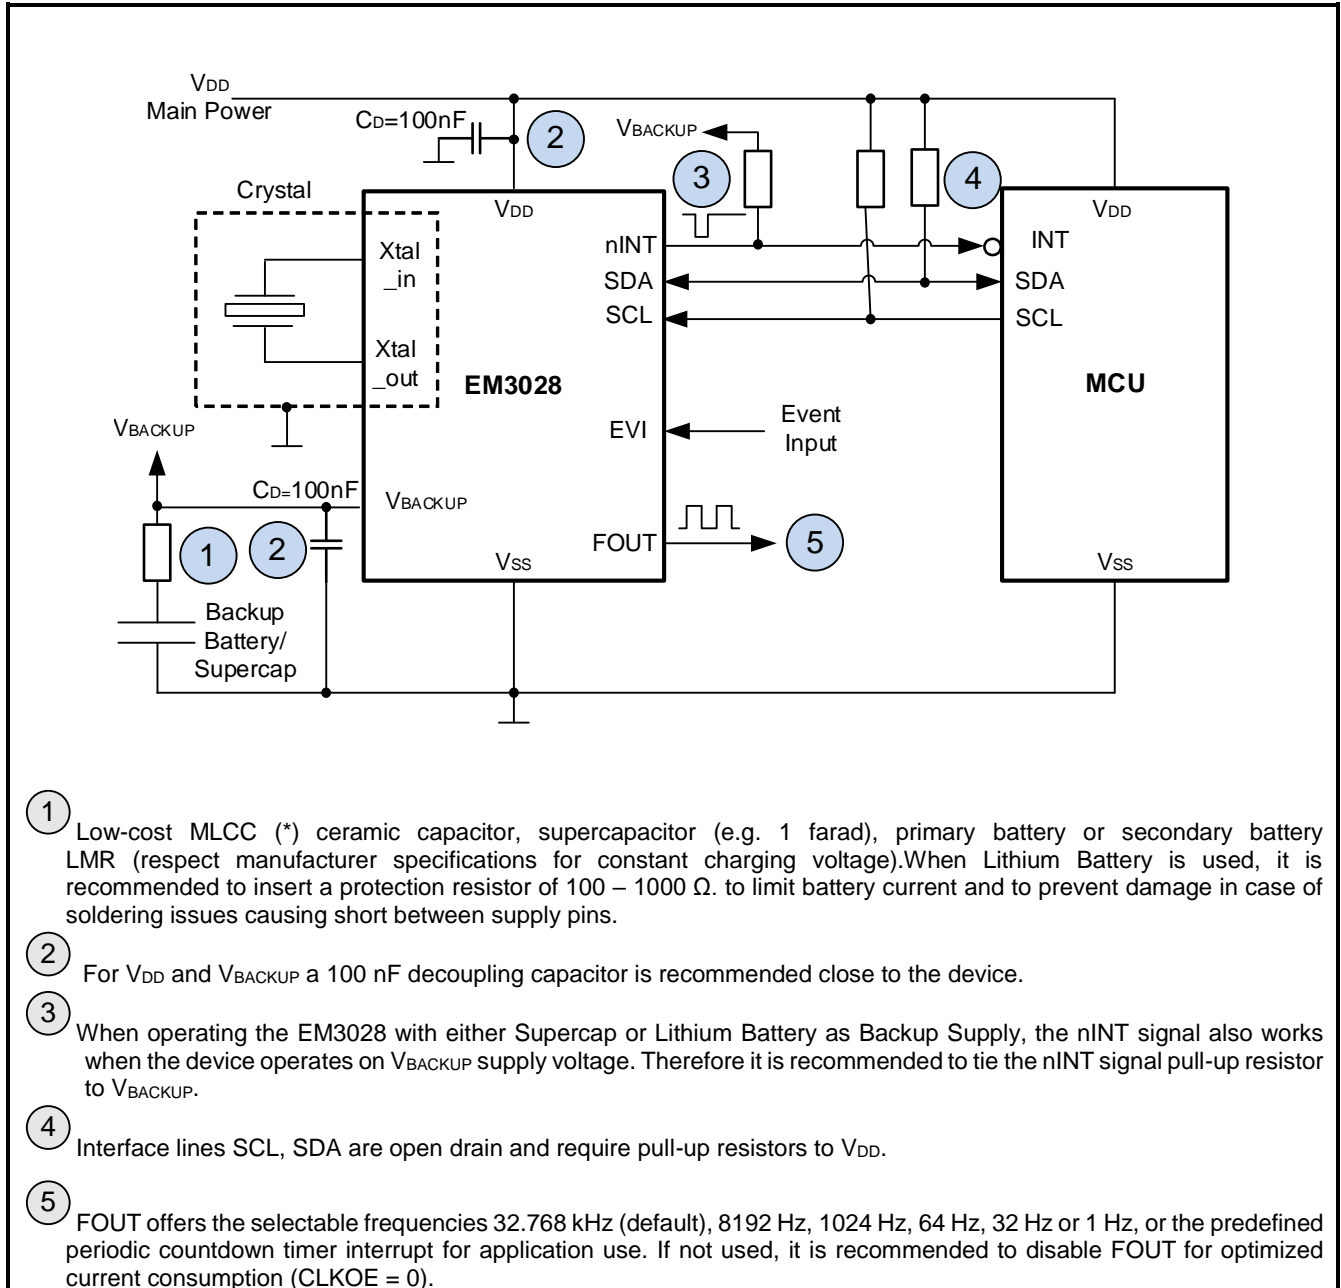 VDD
Main Power
CD=100nF
2
VBACKUP
3
4
Crystal
VDD
VDD
nINT
INT
Xtal
_in
SDA
SDA
SCL
SCL
Xtal
_out
EM3028
MCU
VBACKUP
EVI
Event
Input
CD=100nF
VBACKUP
FOUT
5
1
2
VSS
VSS
Backup
Battery/
Supercap
1
Low-cost MLCC (*) ceramic capacitor, supercapacitor (e.g. 1 farad), primary battery or secondary battery
LMR (respect manufacturer specifications for constant charging voltage).When Lithium Battery is used, it is
recommended to insert a protection resistor of 100 – 1000 Ω. to limit battery current and to prevent damage in case of
soldering issues causing short between supply pins.
2
For VDD and VBACKUP a 100 nF decoupling capacitor is recommended close to the device.
3
When operating the EM3028 with either Supercap or Lithium Battery as Backup Supply, the nINT signal also works
when the device operates on VBACKUP supply voltage. Therefore it is recommended to tie the nINT signal pull-up resistor
to VBACKUP.
4
Interface lines SCL, SDA are open drain and require pull-up resistors to VDD.
5
FOUT offers the selectable frequencies 32.768 kHz (default), 8192 Hz, 1024 Hz, 64 Hz, 32 Hz or 1 Hz, or the predefined
periodic countdown timer interrupt for application use. If not used, it is recommended to disable FOUT for optimized
current consumption (CLKOE = 0).